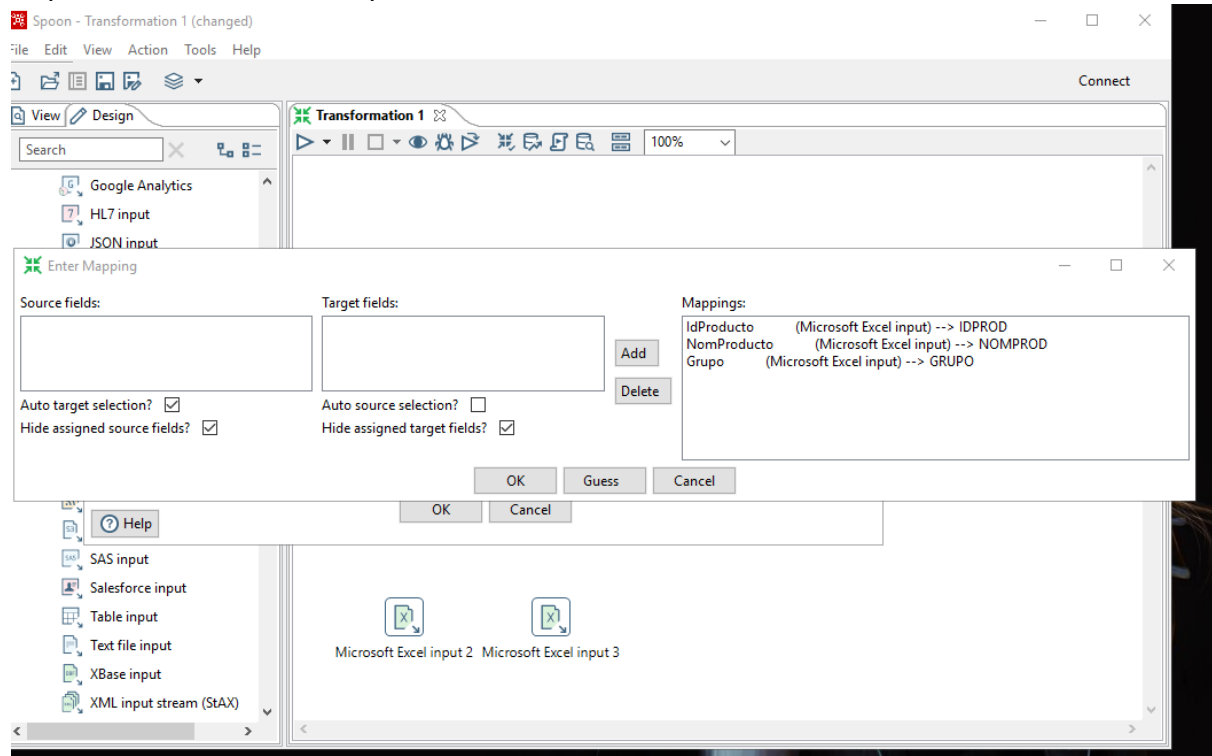 Spoon - Transformation 1 (changed)
File Edit View Action Tools Help
Connect
View Design
Transformation 1
Search
100%
Google Analytics
HL7 input
JSON input
Enter Mapping
Source fields:
Target fields:
Mappings:
IdProducto (Microsoft Excel input) --> IDPROD
NomProducto (Microsoft Excel input) --> NOMPROD
Grupo (Microsoft Excel input) --> GRUPO
Add
Delete
Auto target selection?
Auto source selection?
Hide assigned source fields?
Hide assigned target fields?
OK Guess Cancel
OK Cancel
Help
SAS input
Salesforce input
Table input
Text file input
XBase input
XML input stream (StAX)
Microsoft Excel input 2 Microsoft Excel input 3